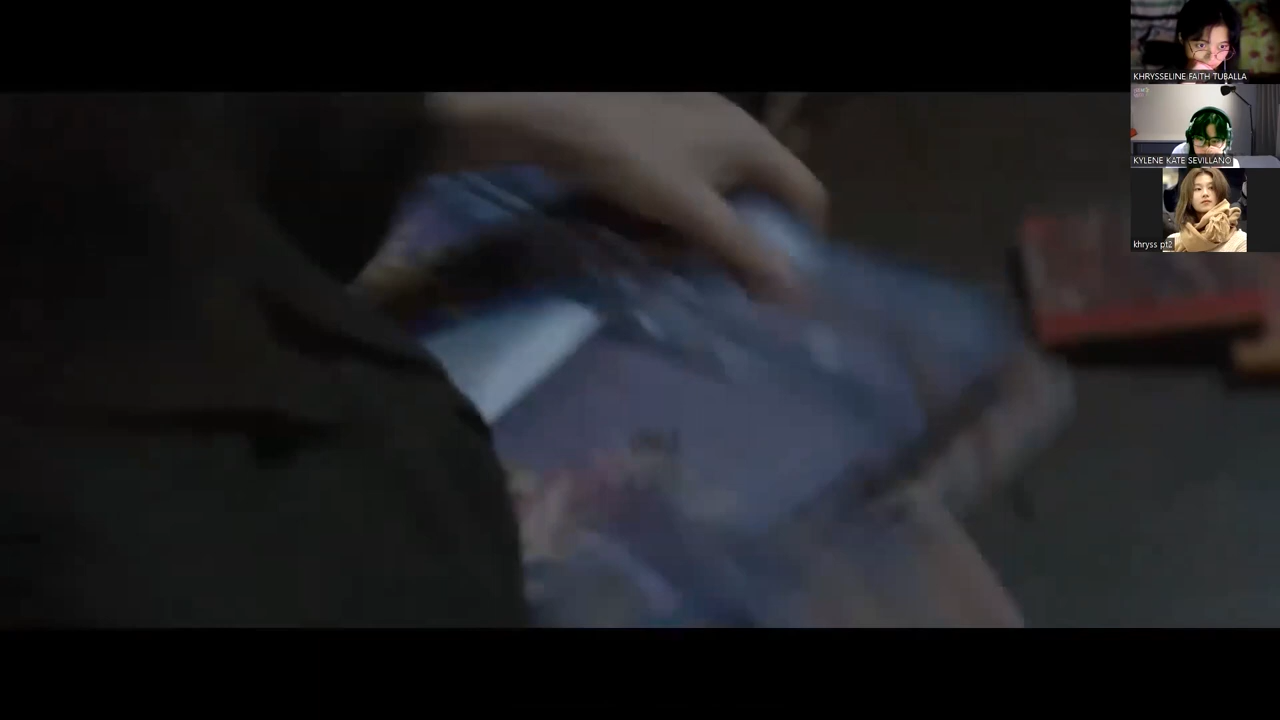 KHRYSSELINE FAITH TUBALLA
KYLENE KATE SEVILLANO
khryss pt2